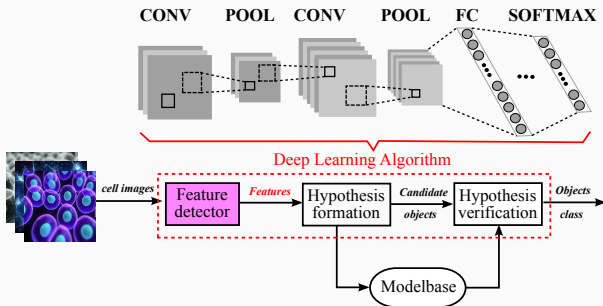 CONV POOL CONV POOL FC SOFTMAX
Deep Learning Algorithm
cell images
Feature
detector
Features
Hypothesis
formation
Candidate
objects
Hypothesis
verification
Objects
class
Modelbase